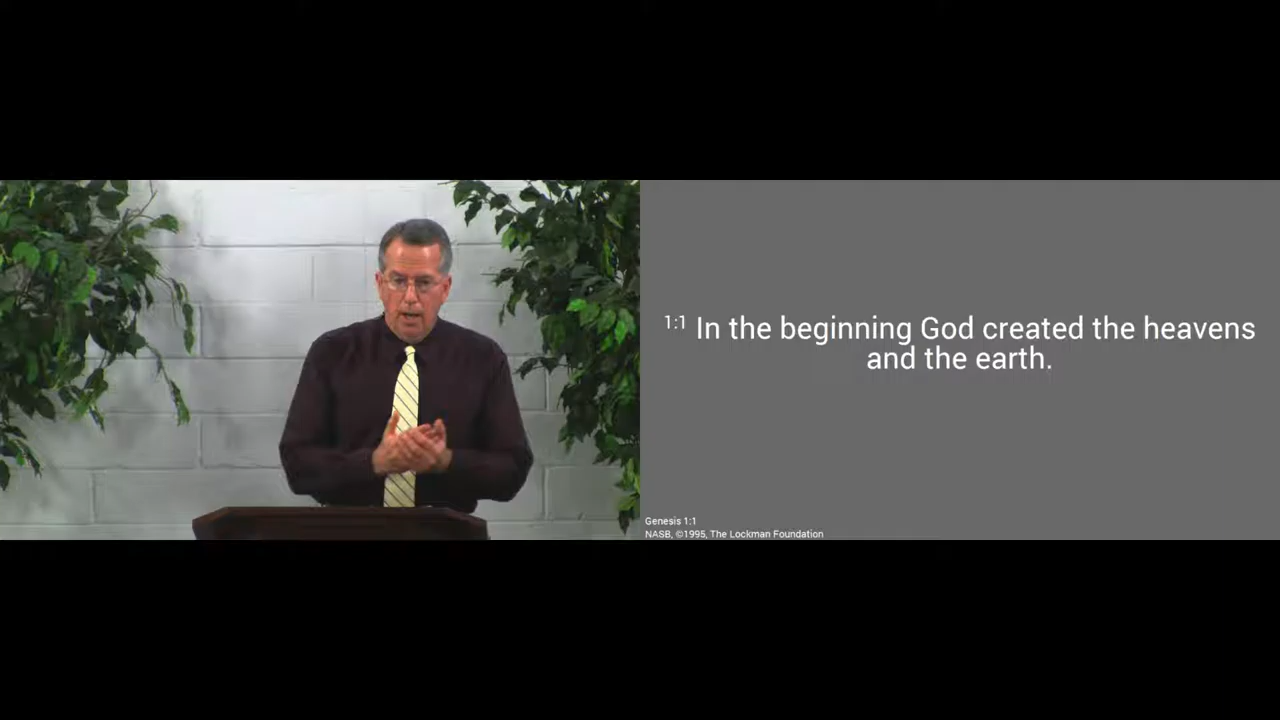 1:1 In the beginning God created the heavens
and the earth.
Genesis 1:1
NASB, ©1995, The Lockman Foundation